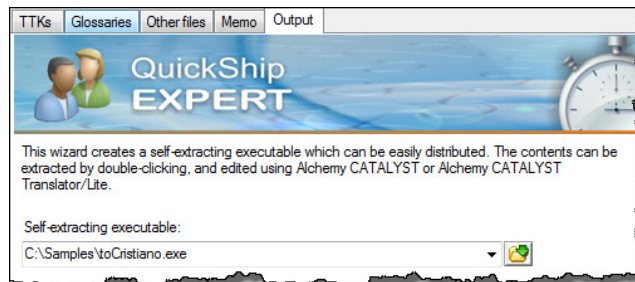 TTKs Glossaries Other files Memo Output
QuickShip
EXPERT
This wizard creates a self-extracting executable which can be easily distributed. The contents can be
extracted by double-clicking, and edited using Alchemy CATALYST or Alchemy CATALYST
Translator/Lite.
Self-extracting executable:
C:\Samples\toCristiano.exe